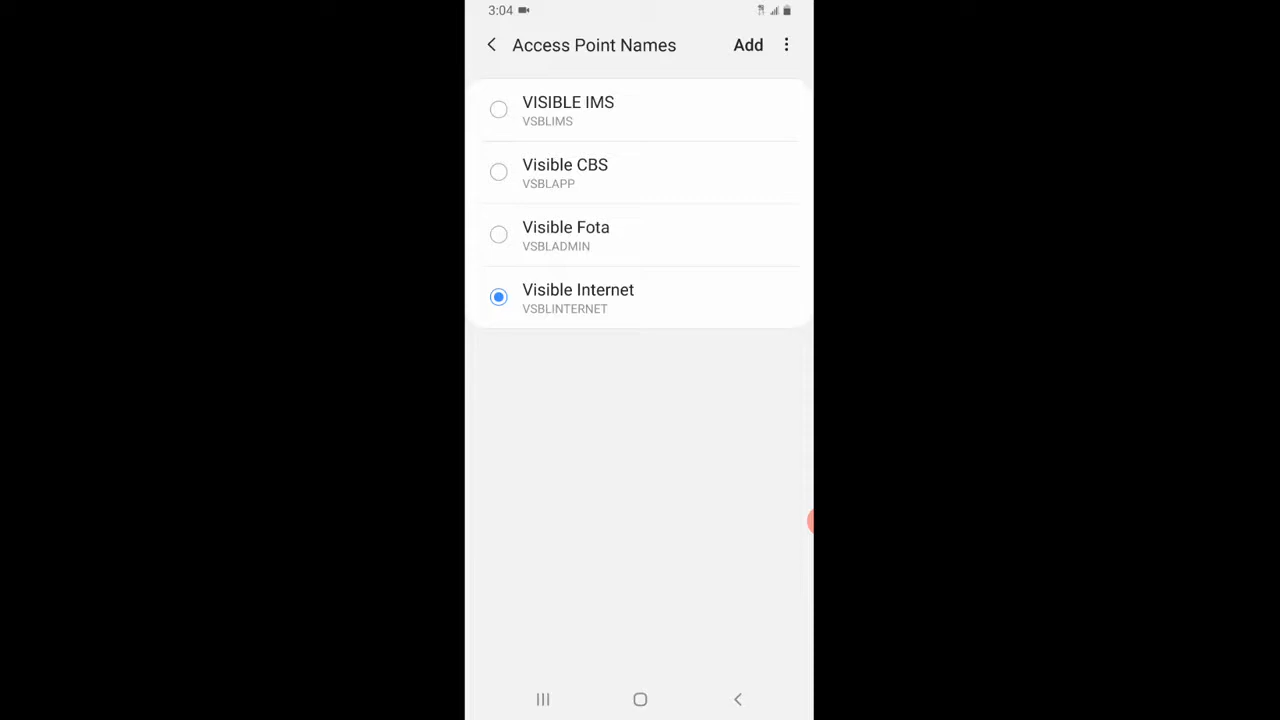 3:04
Access Point Names
Add
VISIBLE IMS
VSBLIMS
Visible CBS
VSBLAPP
Visible Fota
VSBLADMIN
Visible Internet
VSBLINTERNET